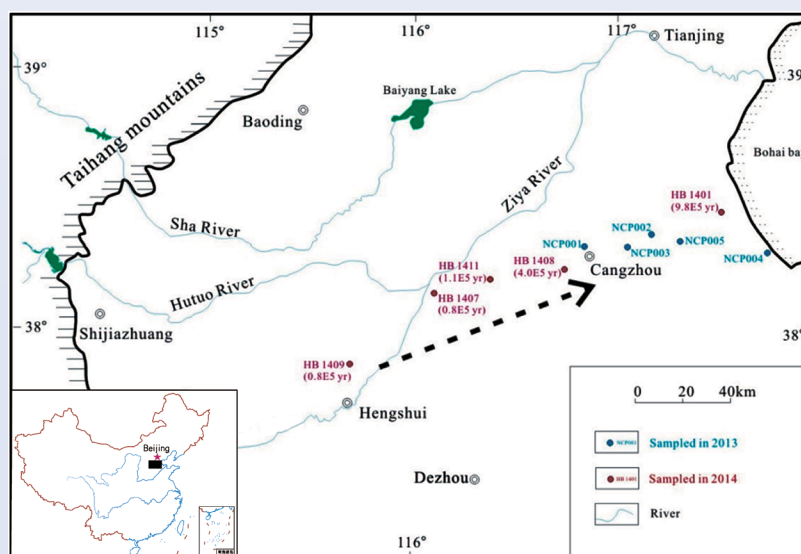 115°
116°
117°
39°
39
Tianjing
Baiyang Lake
Baoding
Taihang mountains
Bohai ba
Ziya River
HB 1401
(9.8E5 yr)
Sha River
NCP002
NCP001
NCP005
NCP003
NCP004
HB 1411
(1.1E5 yr)
HB 1408
(4.0E5 yr)
Cangzhou
Hutuo River
HB 1407
(0.8E5 yr)
38°
38°
Shijiazhuang
HB 1409
(0.8E5 yr)
Hengshui
0 20 40km
Beijing
NCP001 Sampled in 2013
Dezhou
HB 1401 Sampled in 2014
River
116°